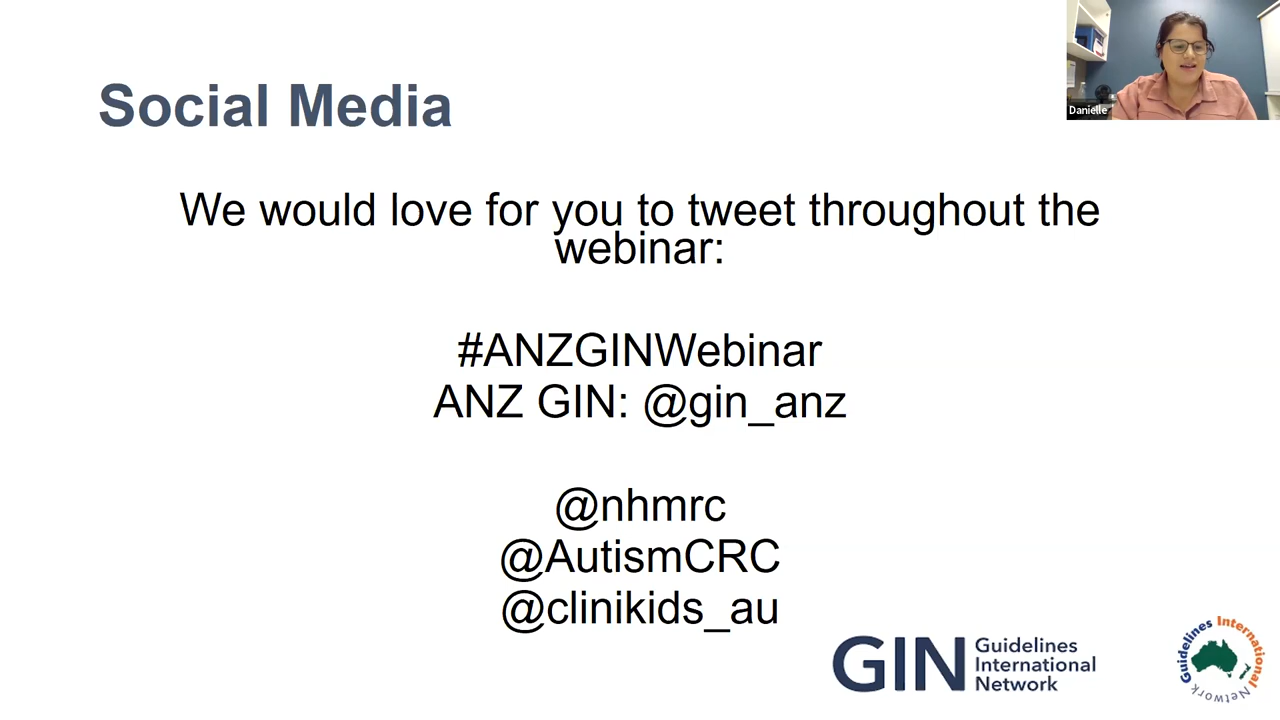 Danielle
Social Media
We would love for you to tweet throughout the
webinar:
#ANZGINWebinar
ANZ GIN: @gin_anz
@nhmrc
@AutismCRC
@clinikids_au
GIN
Guidelines
International
Network
Guidelines International Network